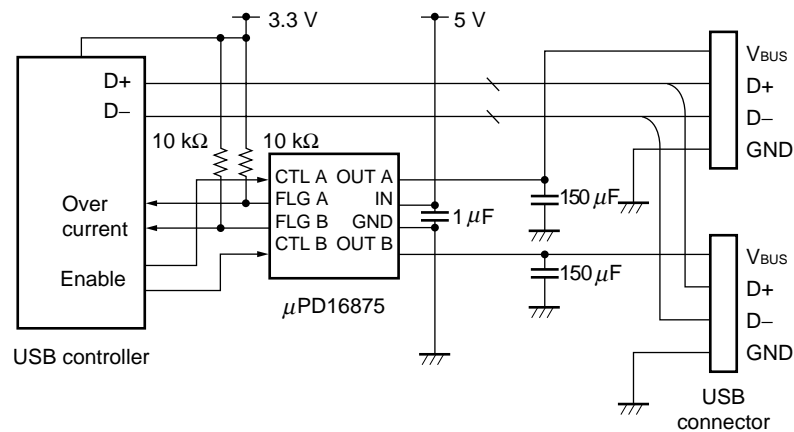 3.3 V
5 V
D+
D−
10 kΩ
10 kΩ
Over
current
Enable
USB controller
CTL A
FLG A
FLG B
CTL B
OUT A
IN
GND
OUT B
μPD16875
1 μF
150 μF
150 μF
VBUS
D+
D−
GND
VBUS
D+
D−
GND
USB
connector